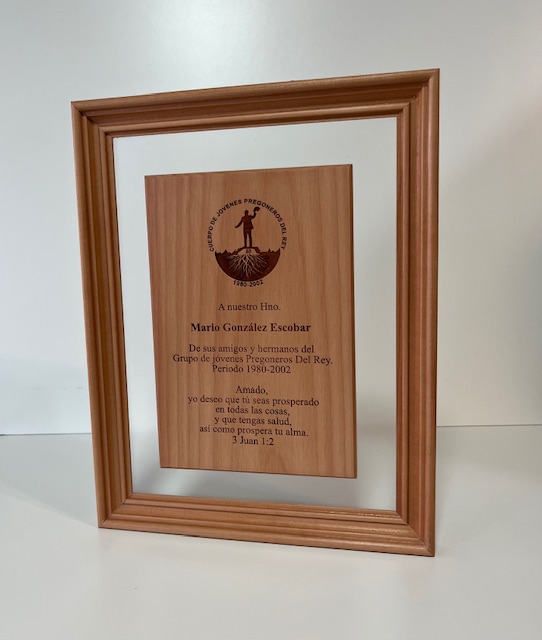 CUERPO DE JOVENES PREGONEROS DEL REY
1980-2002
A nuestro Hno.
Mario González Escobar
De sus amigos y hermanos del
Grupo de jóvenes Pregoneros Del Rey.
Periodo 1980-2002
Amado,
yo deseo que tú seas prosperado
en todas las cosas,
y que tengas salud,
así como prospera tu alma.
3 Juan 1:2